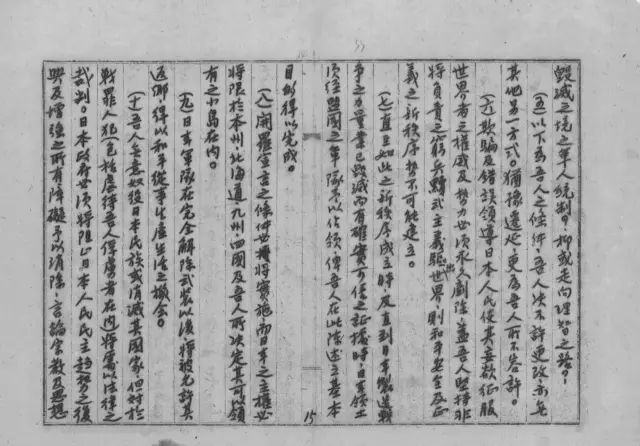 毀滅之境之軍人統制？抑或走向理智之路？
（五）以下為吾人之條件，吾人決不許更改，亦無
其他另一方式。猶豫遷延，更為吾人所不容許。
（六）欺騙及錯誤領導日本人民使其妄欲征服
世界者之權威及勢力必須永久剷除蓋吾人堅持非
將負責之窮兵黷武主義驅出世界，則和平安全及正
義之新秩序勢不可能建立。
（七）直至如此之新秩序成立時及直到日本製造戰
爭之力量業已毀滅而有確實可信之証據時日本領土
須經盟國之軍隊予以佔領俾吾人在此陳述之基本
目的得以完成。
（八）開羅宣言之條件必將實施而日本之主權必
將限於本州北海道九州四國及吾人所決定其可以領
有之小島在內。
（九）日本軍隊在完全解除武裝以後將被允許其
返鄉，得以和平從事生產生活之機會。
（十）吾人無意奴役日本民族或消滅其國家，但對於
戰罪人犯包括虐待吾人俘虜者在內將處以法律之
裁判。日本政府必須將阻止日本人民民主趨勢之復
興及增強之所有障礙予以消除，言論宗教及思想
15